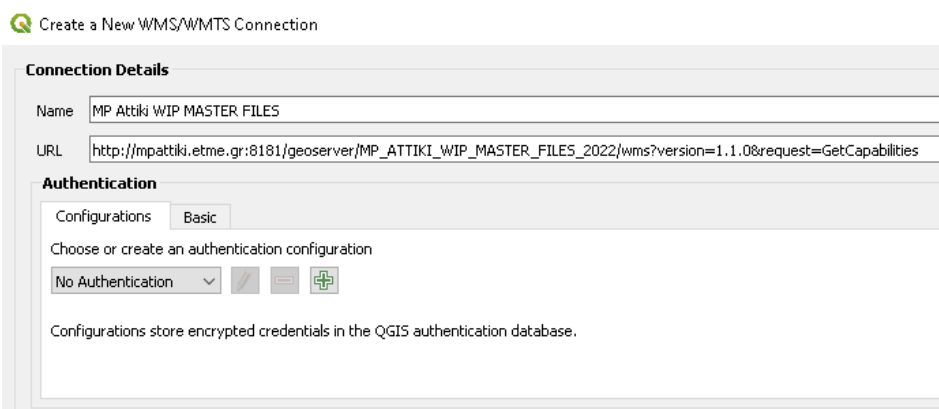 Create a New WMS/WMTS Connection
Connection Details
Name MP Attiki WIP MASTER FILES
URL http://mpattiki.etme.gr:8181/geoserver/MP_ATTIKI_WIP_MASTER_FILES_2022/wms?version=1.1.0&request=GetCapabilities
Authentication
Configurations Basic
Choose or create an authentication configuration
No Authentication
Configurations store encrypted credentials in the QGIS authentication database.